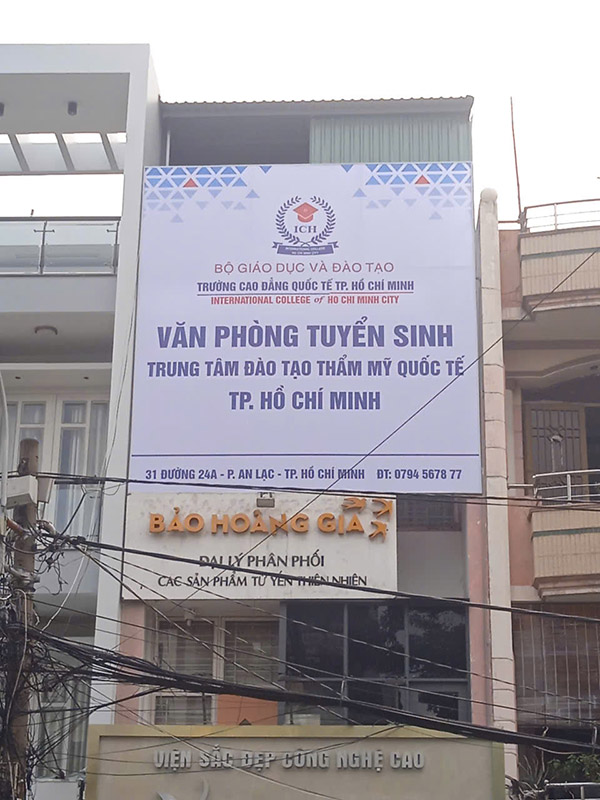 ICH
INTERNATIONAL COLLEGE
BỘ GIÁO DỤC VÀ ĐÀO TẠO
TRƯỜNG CAO ĐẲNG QUỐC TẾ TP. HỒ CHÍ MINH
INTERNATIONAL COLLEGE of HO CHI MINH CITY
VĂN PHÒNG TUYỂN SINH
TRUNG TÂM ĐÀO TẠO THẨM MỸ QUỐC TẾ
TP. HỒ CHÍ MINH
31 ĐƯỜNG 24A - P. AN LẠC - TP. HỒ CHÍ MINH ĐT: 0794 5678 77
BẢO HOÀNG GIA
ĐẠI LÝ PHÂN PHỐI
CÁC SẢN PHẨM TỪ YẾN THIÊN NHIÊN
VIỆN SẮC ĐẸP CÔNG NGHỆ CAO